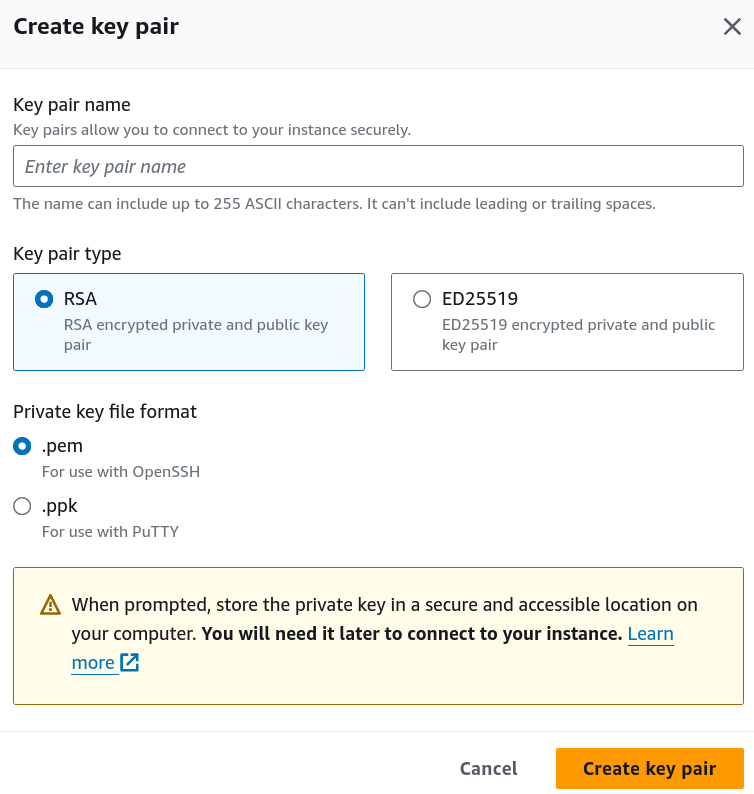 Create key pair
Key pair name
Key pairs allow you to connect to your instance securely.
Enter key pair name
The name can include up to 255 ASCII characters. It can't include leading or trailing spaces.
Key pair type
RSA
RSA encrypted private and public key
pair
ED25519
ED25519 encrypted private and public
key pair
Private key file format
.pem
For use with OpenSSH
.ppk
For use with PuTTY
When prompted, store the private key in a secure and accessible location on
your computer. You will need it later to connect to your instance. Learn
more
Cancel
Create key pair